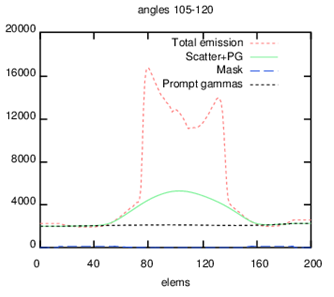 angles 105-120
20000
16000
12000
8000
4000
0
Total emission
Scatter+PG
Mask
Prompt gammas
0 40 80 120 160 200
elems